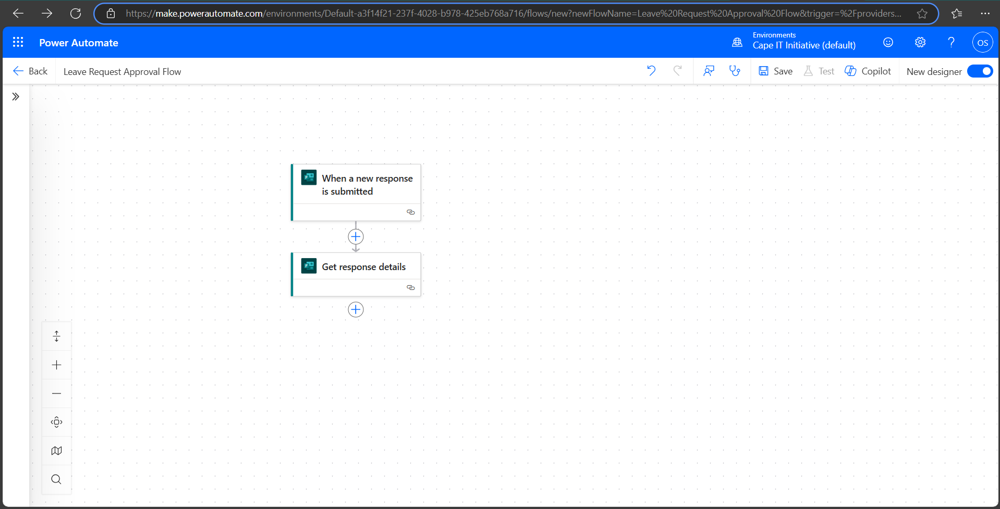 https://make.powerautomate.com/environments/Default-a3f14f21-237f-4028-b978-425eb768a716/flows/new?newFlowName=Leave%20Request%20Approval%20Flow&trigger=%2Fproviders...
Power Automate
Environments
Cape IT Initiative (default)
?
OS
Back
Leave Request Approval Flow
Save
Test
Copilot
New designer
When a new response
is submitted
Get response details